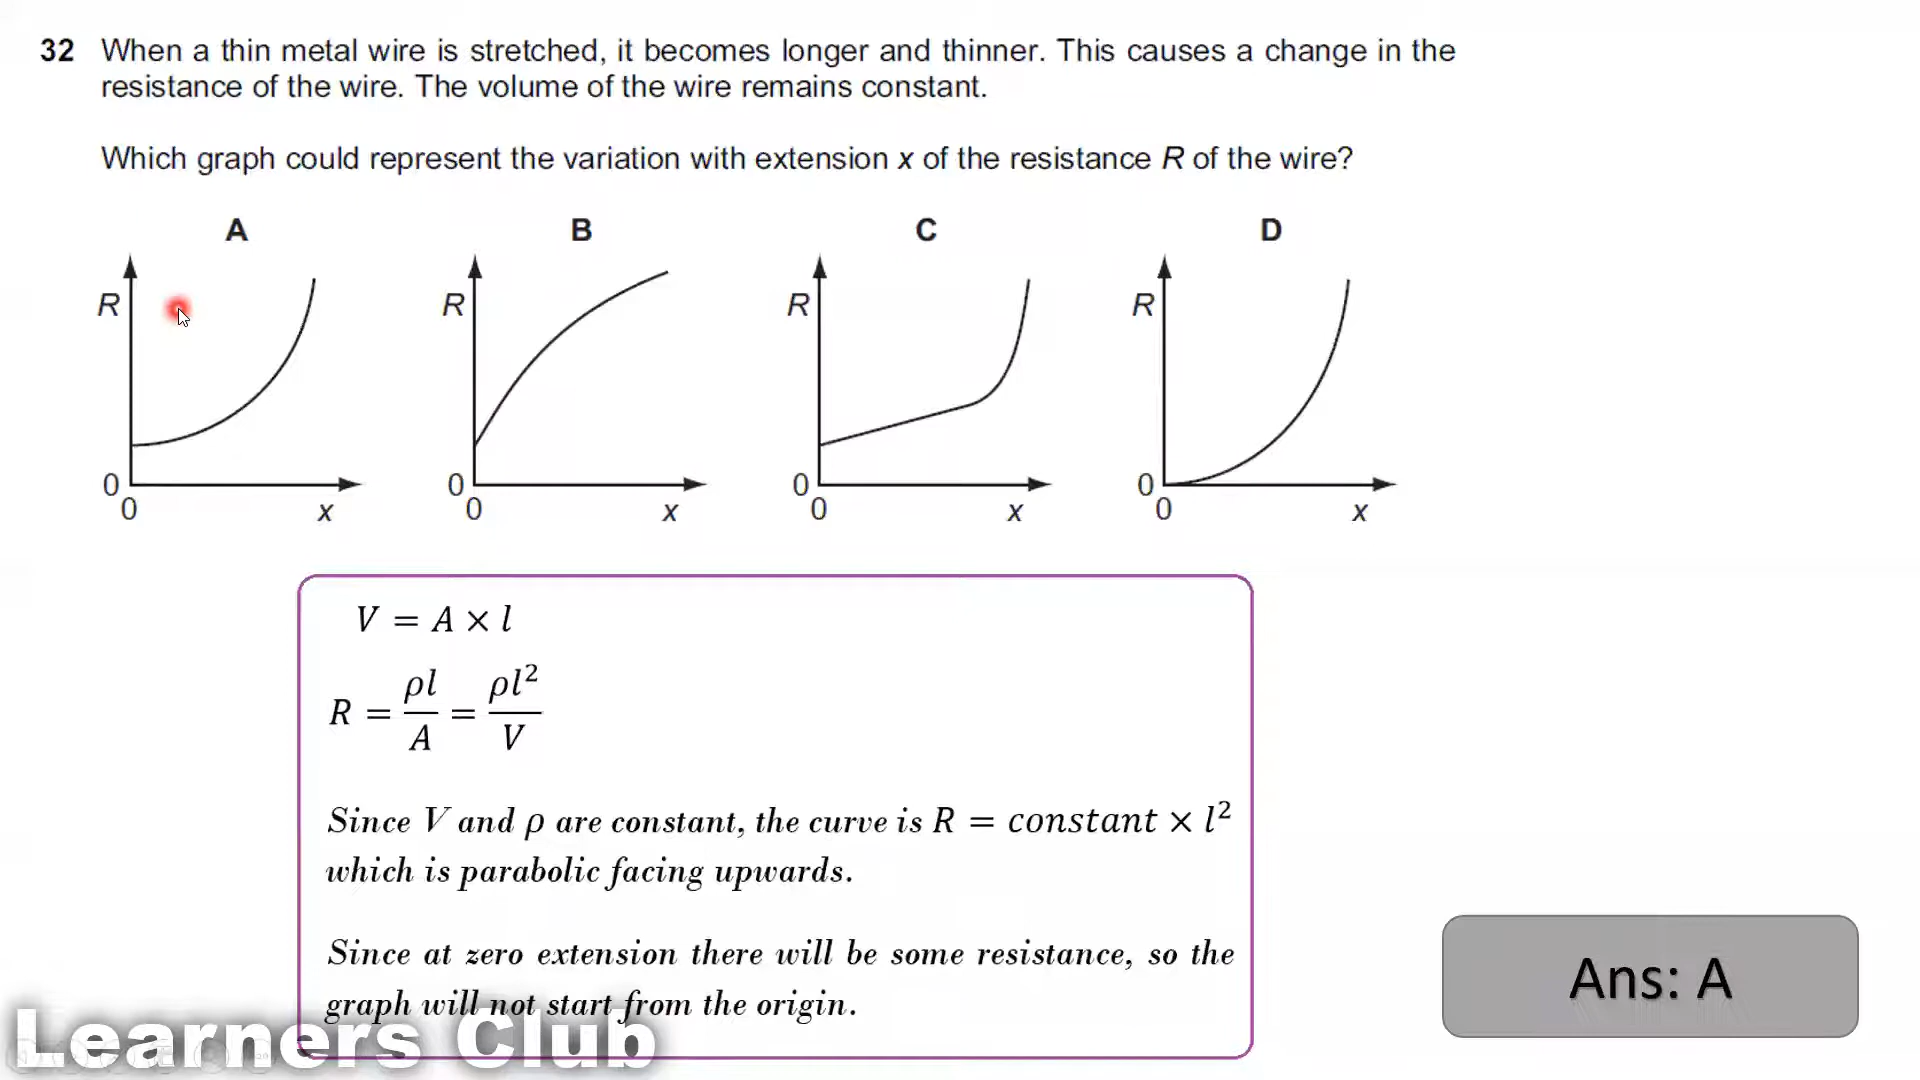 32 When a thin metal wire is stretched, it becomes longer and thinner. This causes a change in the
resistance of the wire. The volume of the wire remains constant.
Which graph could represent the variation with extension x of the resistance R of the wire?
A B C D
R R R R
0 0 0 0
0 x 0 x 0 x 0 x
V = A × l
R = ρl/A = ρl²/V
Since V and ρ are constant, the curve is R = constant × l²
which is parabolic facing upwards.
Since at zero extension there will be some resistance, so the
graph will not start from the origin.
Ans: A
Learners Club